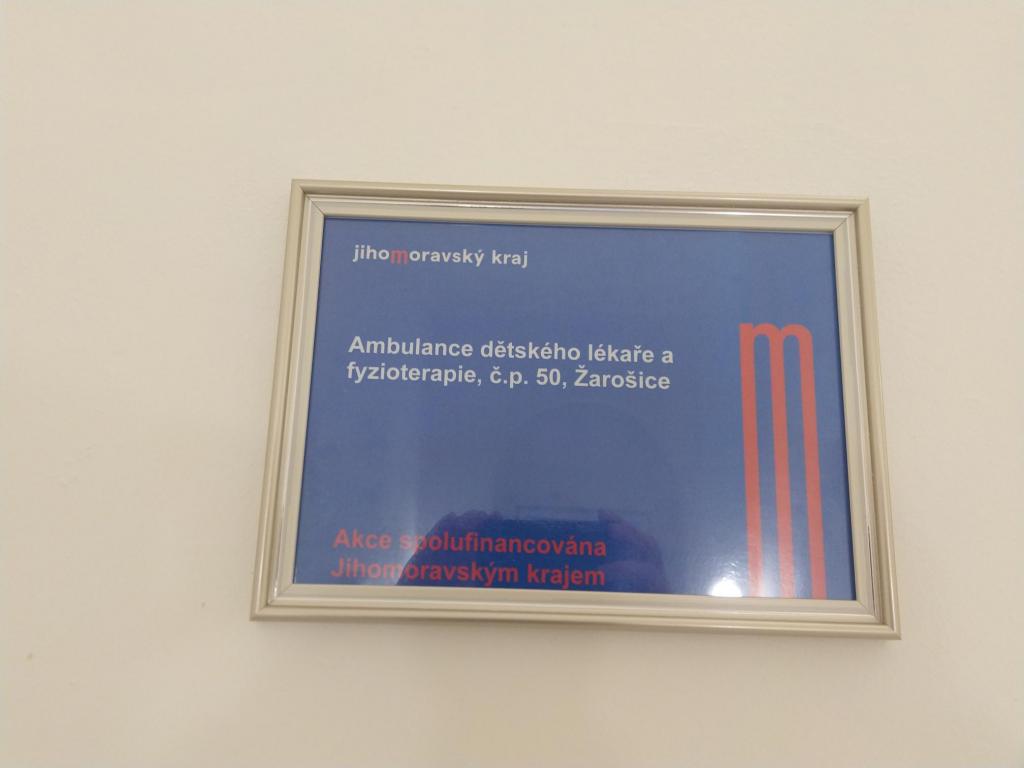 jihomoravský kraj
Ambulance dětského lékaře a
fyzioterapie, č.p. 50, Žarošice
Akce spolufinancována
Jihomoravským krajem